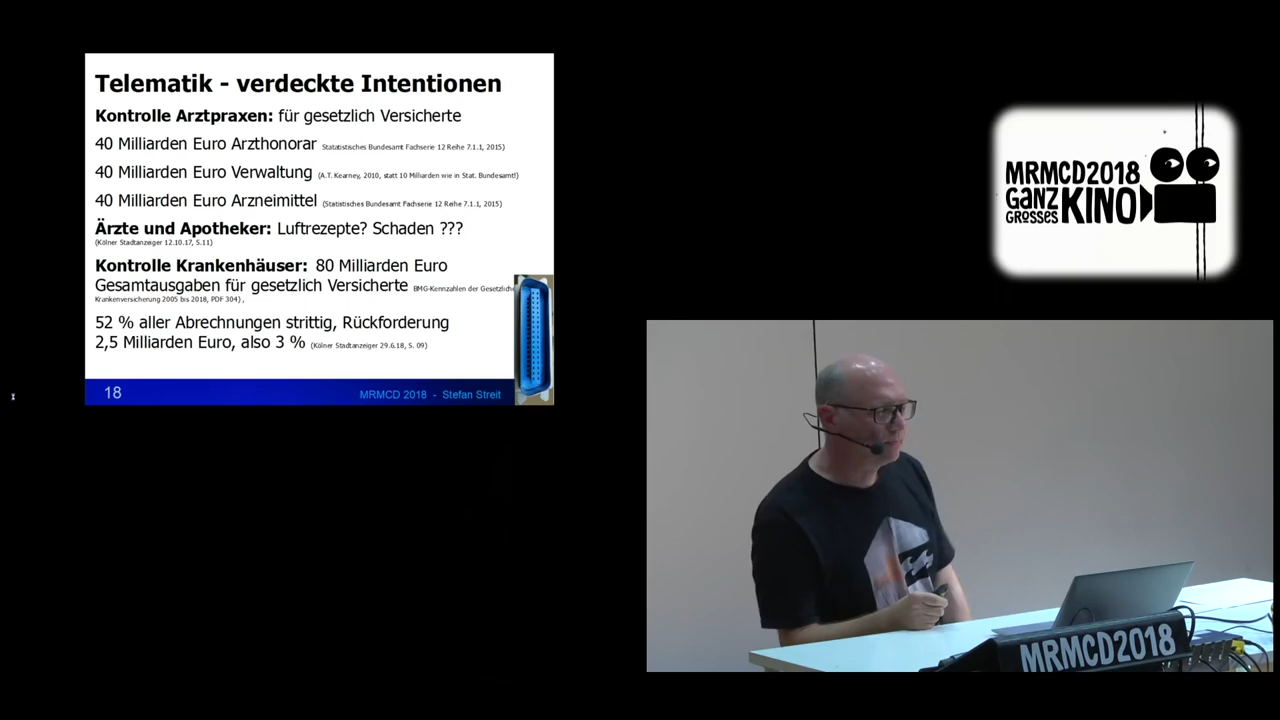 Telematik - verdeckte Intentionen
Kontrolle Arztpraxen: für gesetzlich Versicherte
40 Milliarden Euro Arzthonorar Statatistisches Bundesamt Fachserie 12 Reihe 7.1.1, 2015)
40 Milliarden Euro Verwaltung (A.T. Kearney, 2010, statt 10 Milliarden wie in Stat. Bundesamt!)
40 Milliarden Euro Arzneimittel (Statistisches Bundesamt Fachserie 12 Reihe 7.1.1, 2015)
Ärzte und Apotheker: Luftrezepte? Schaden ???
(Kölner Stadtanzeiger 12.10.17, S.11)
Kontrolle Krankenhäuser: 80 Milliarden Euro
Gesamtausgaben für gesetzlich Versicherte BMG-Kennzahlen der Gesetzliche
Krankenversicherung 2005 bis 2018, PDF 304) ,
52 % aller Abrechnungen strittig, Rückforderung
2,5 Milliarden Euro, also 3 % (Kölner Stadtanzeiger 29.6.18, S. 09)
18
MRMCD 2018 - Stefan Streit
MRMCD2018
GANZ
GROSSES
KINO
MRMCD2018